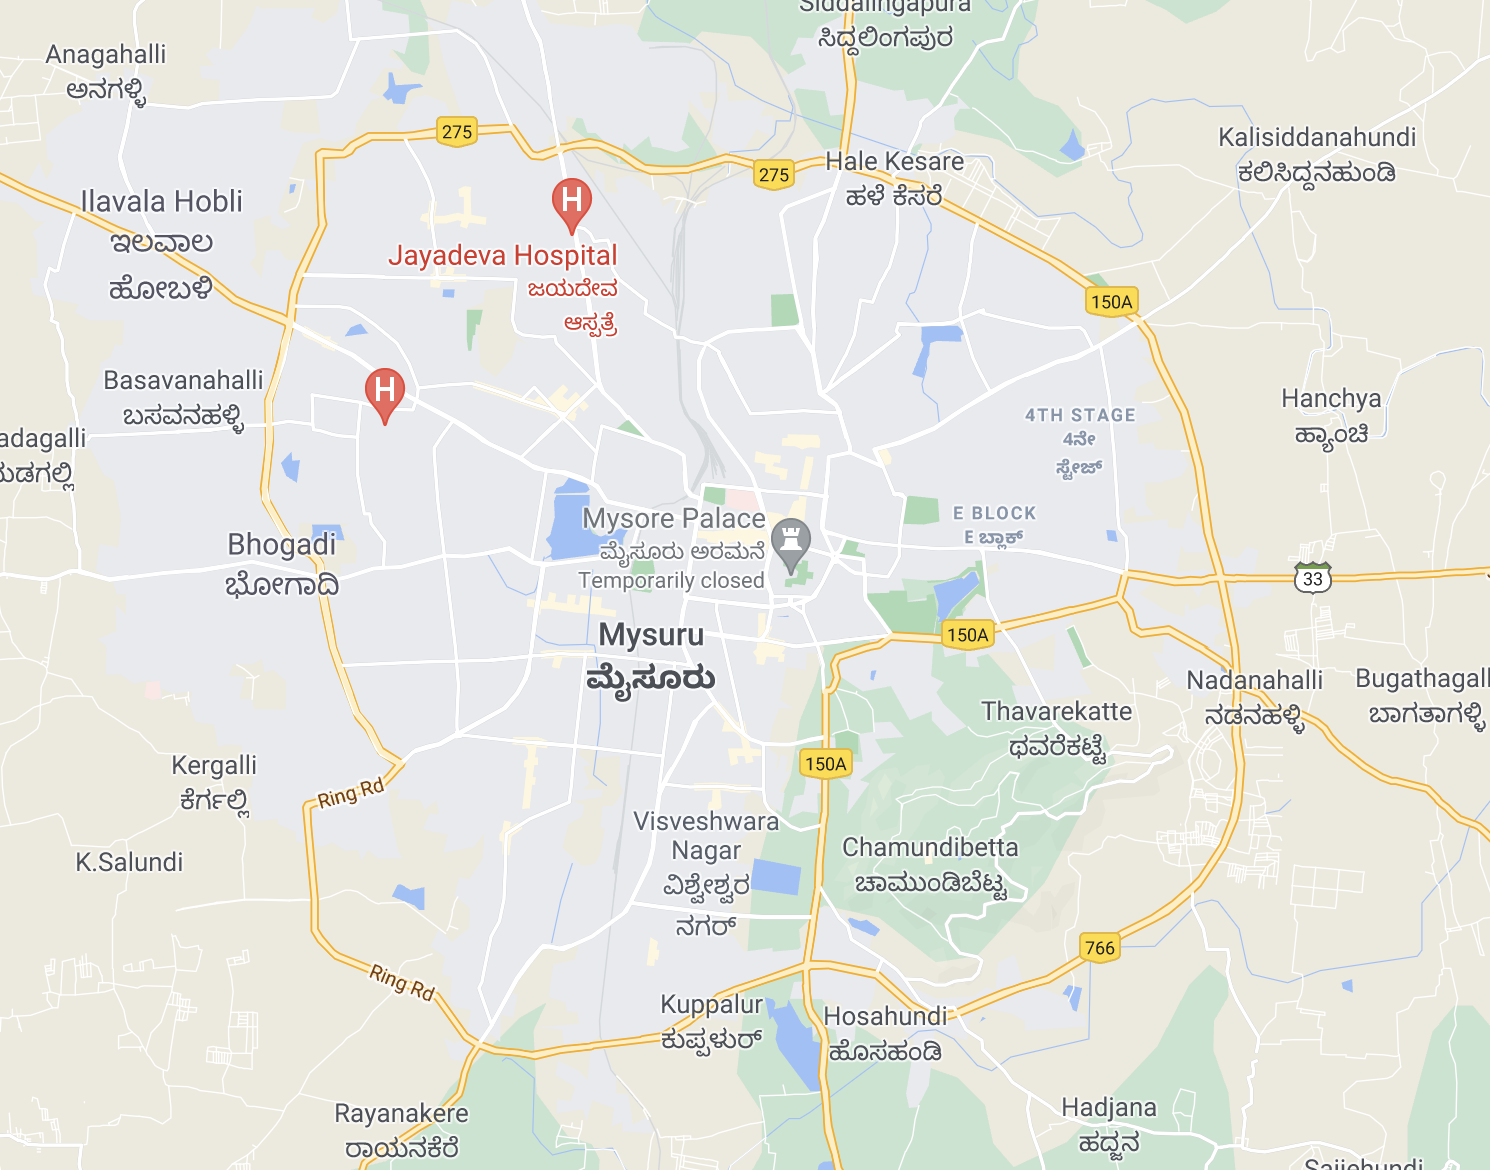 Siddalingapura
ಸಿದ್ದಲಿಂಗಪುರ
Anagahalli
ಅನಗಳ್ಳಿ
275
Kalisiddanahundi
ಕಲಿಸಿದ್ದನಹುಂಡಿ
275
Hale Kesare
ಹಳೆ ಕೆಸರೆ
Ilavala Hobli
ಇಲವಾಲ
ಹೋಬಳಿ
H
Jayadeva Hospital
ಜಯದೇವ
ಆಸ್ಪತ್ರೆ
150A
Basavanahalli
ಬಸವನಹಳ್ಳಿ
H
Hanchya
ಹ್ಯಾಂಚಿ
4TH STAGE
4ನೇ
ಸ್ಟೇಜ್
adagalli
ಮಡಗಲ್ಲಿ
Mysore Palace
ಮೈಸೂರು ಅರಮನೆ
Temporarily closed
E BLOCK
E ಬ್ಲಾಕ್
Bhogadi
ಭೋಗಾದಿ
33
Mysuru
ಮೈಸೂರು
150A
Nadanahalli
ನಡನಹಳ್ಳಿ
Bugathagall
ಬಾಗತಾಗಳ್ಳಿ
Thavarekatte
ಥವರೆಕಟ್ಟೆ
Kergalli
ಕೆರ್ಗಲ್ಲಿ
150A
Ring Rd
Visveshwara
Nagar
ವಿಶ್ವೇಶ್ವರ
ನಗರ್
Chamundibetta
ಚಾಮುಂಡಿಬೆಟ್ಟ
K.Salundi
766
Ring Rd
Kuppalur
ಕುಪ್ಪಳುರ್
Hosahundi
ಹೊಸಹಂಡಿ
Rayanakere
ರಾಯನಕೆರೆ
Hadjana
ಹದ್ಜನ